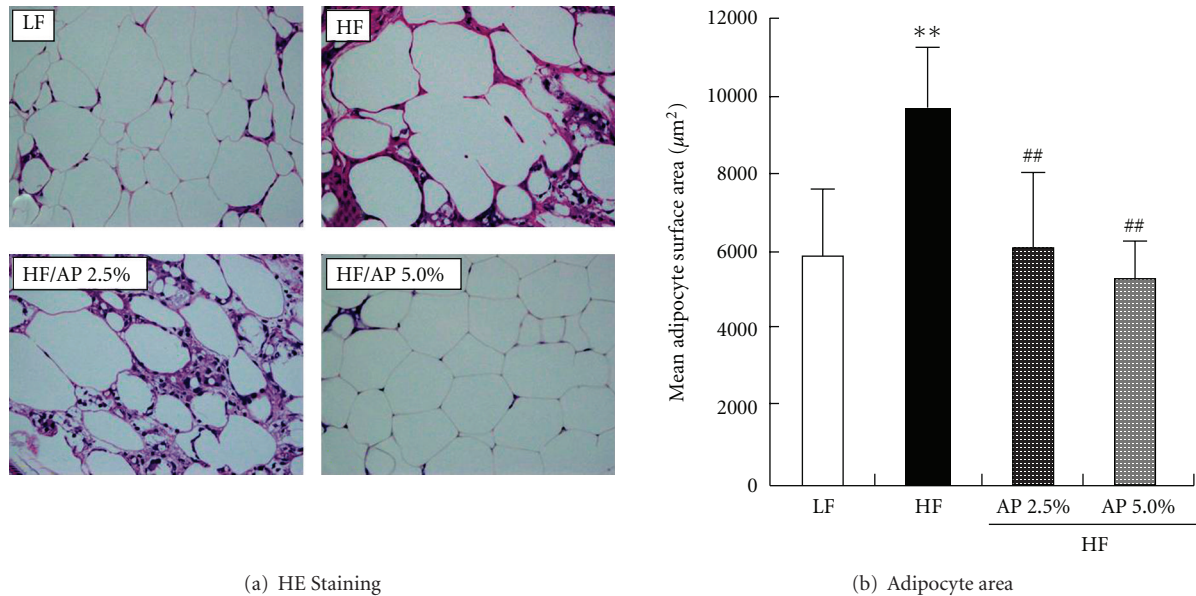 LF
HF
HF/AP 2.5%
HF/AP 5.0%
(a) HE Staining
Mean adipocyte surface area (μm²)
12000
10000
8000
6000
4000
2000
0
**
##
##
LF
HF
AP 2.5%
AP 5.0%
HF
(b) Adipocyte area